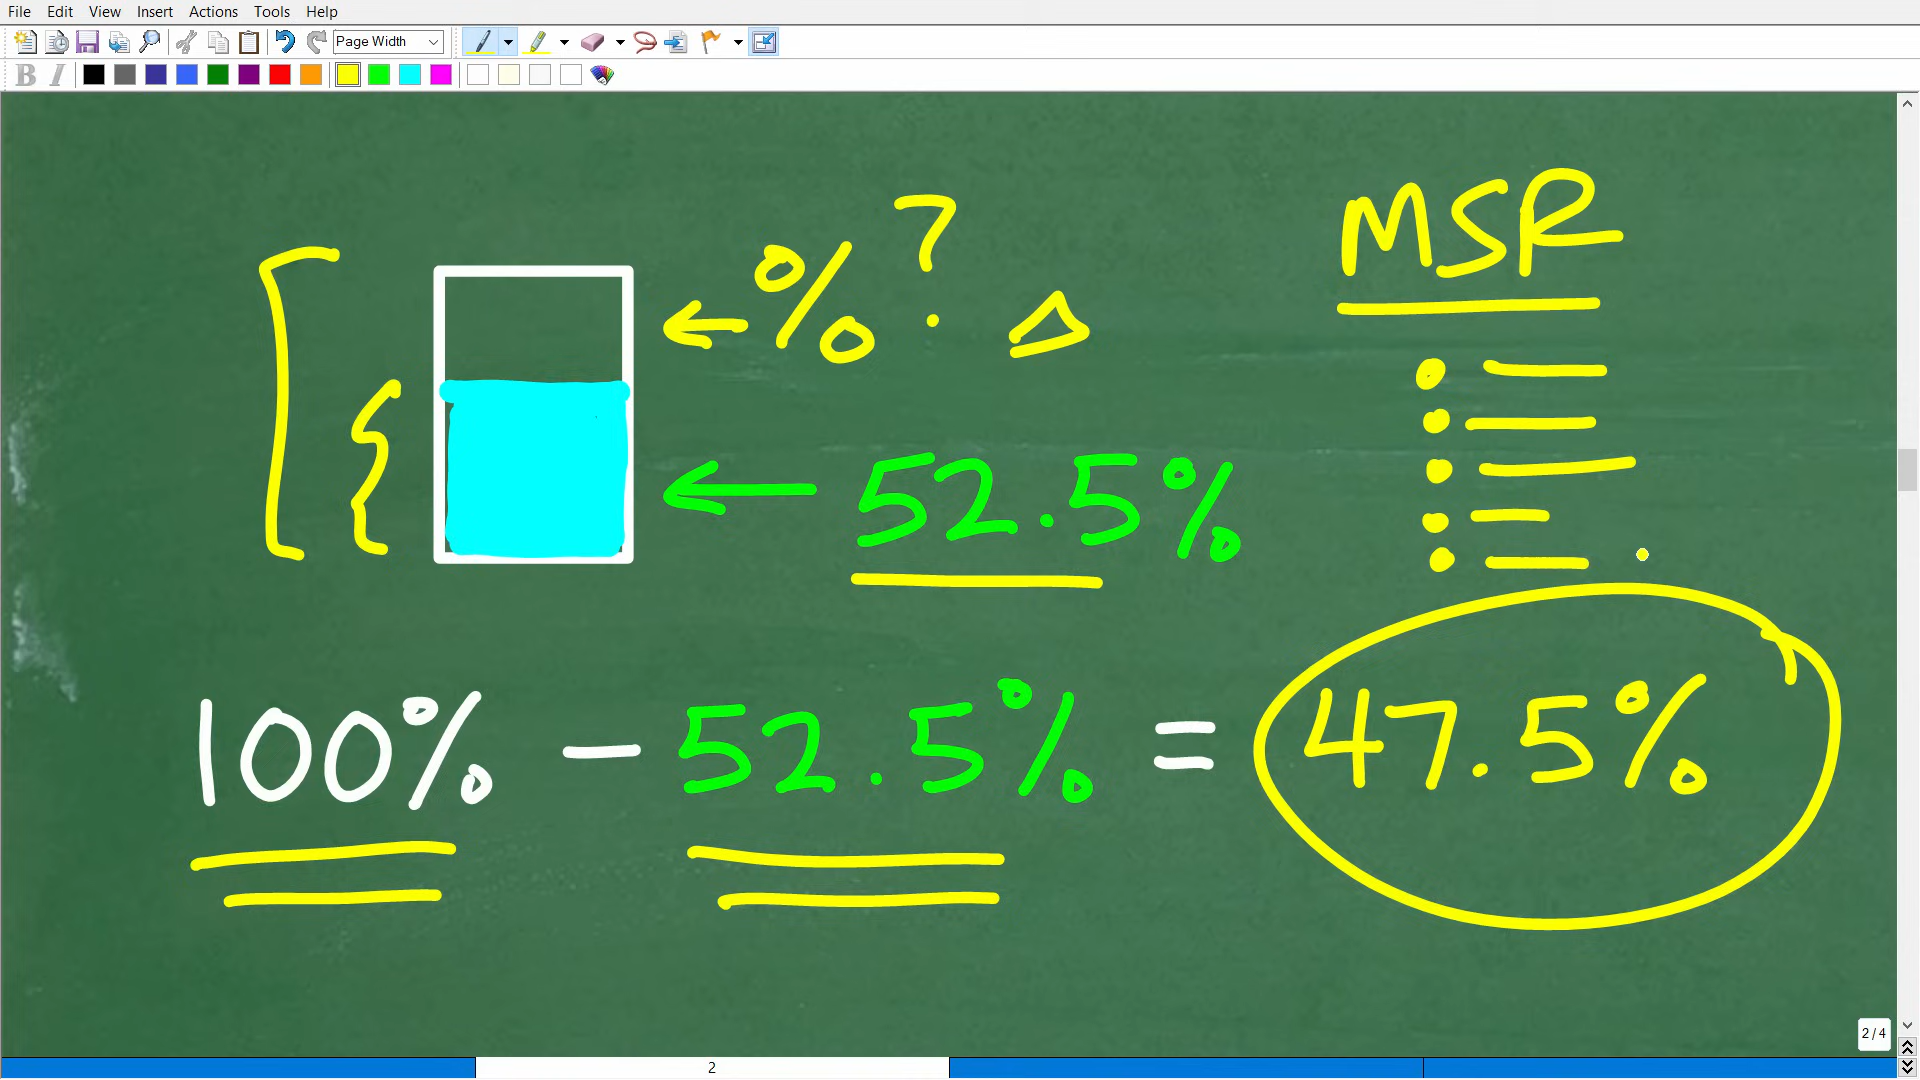 File Edit View Insert Actions Tools Help
Page Width
B I
% ?
MSR
52.5%
100% - 52.5% = 47.5%
2 / 4
2